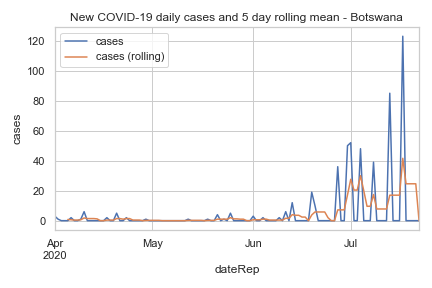 New COVID-19 daily cases and 5 day rolling mean - Botswana
cases
cases (rolling)
120
100
80
60
40
20
0
cases
Apr
2020
May
Jun
Jul
dateRep